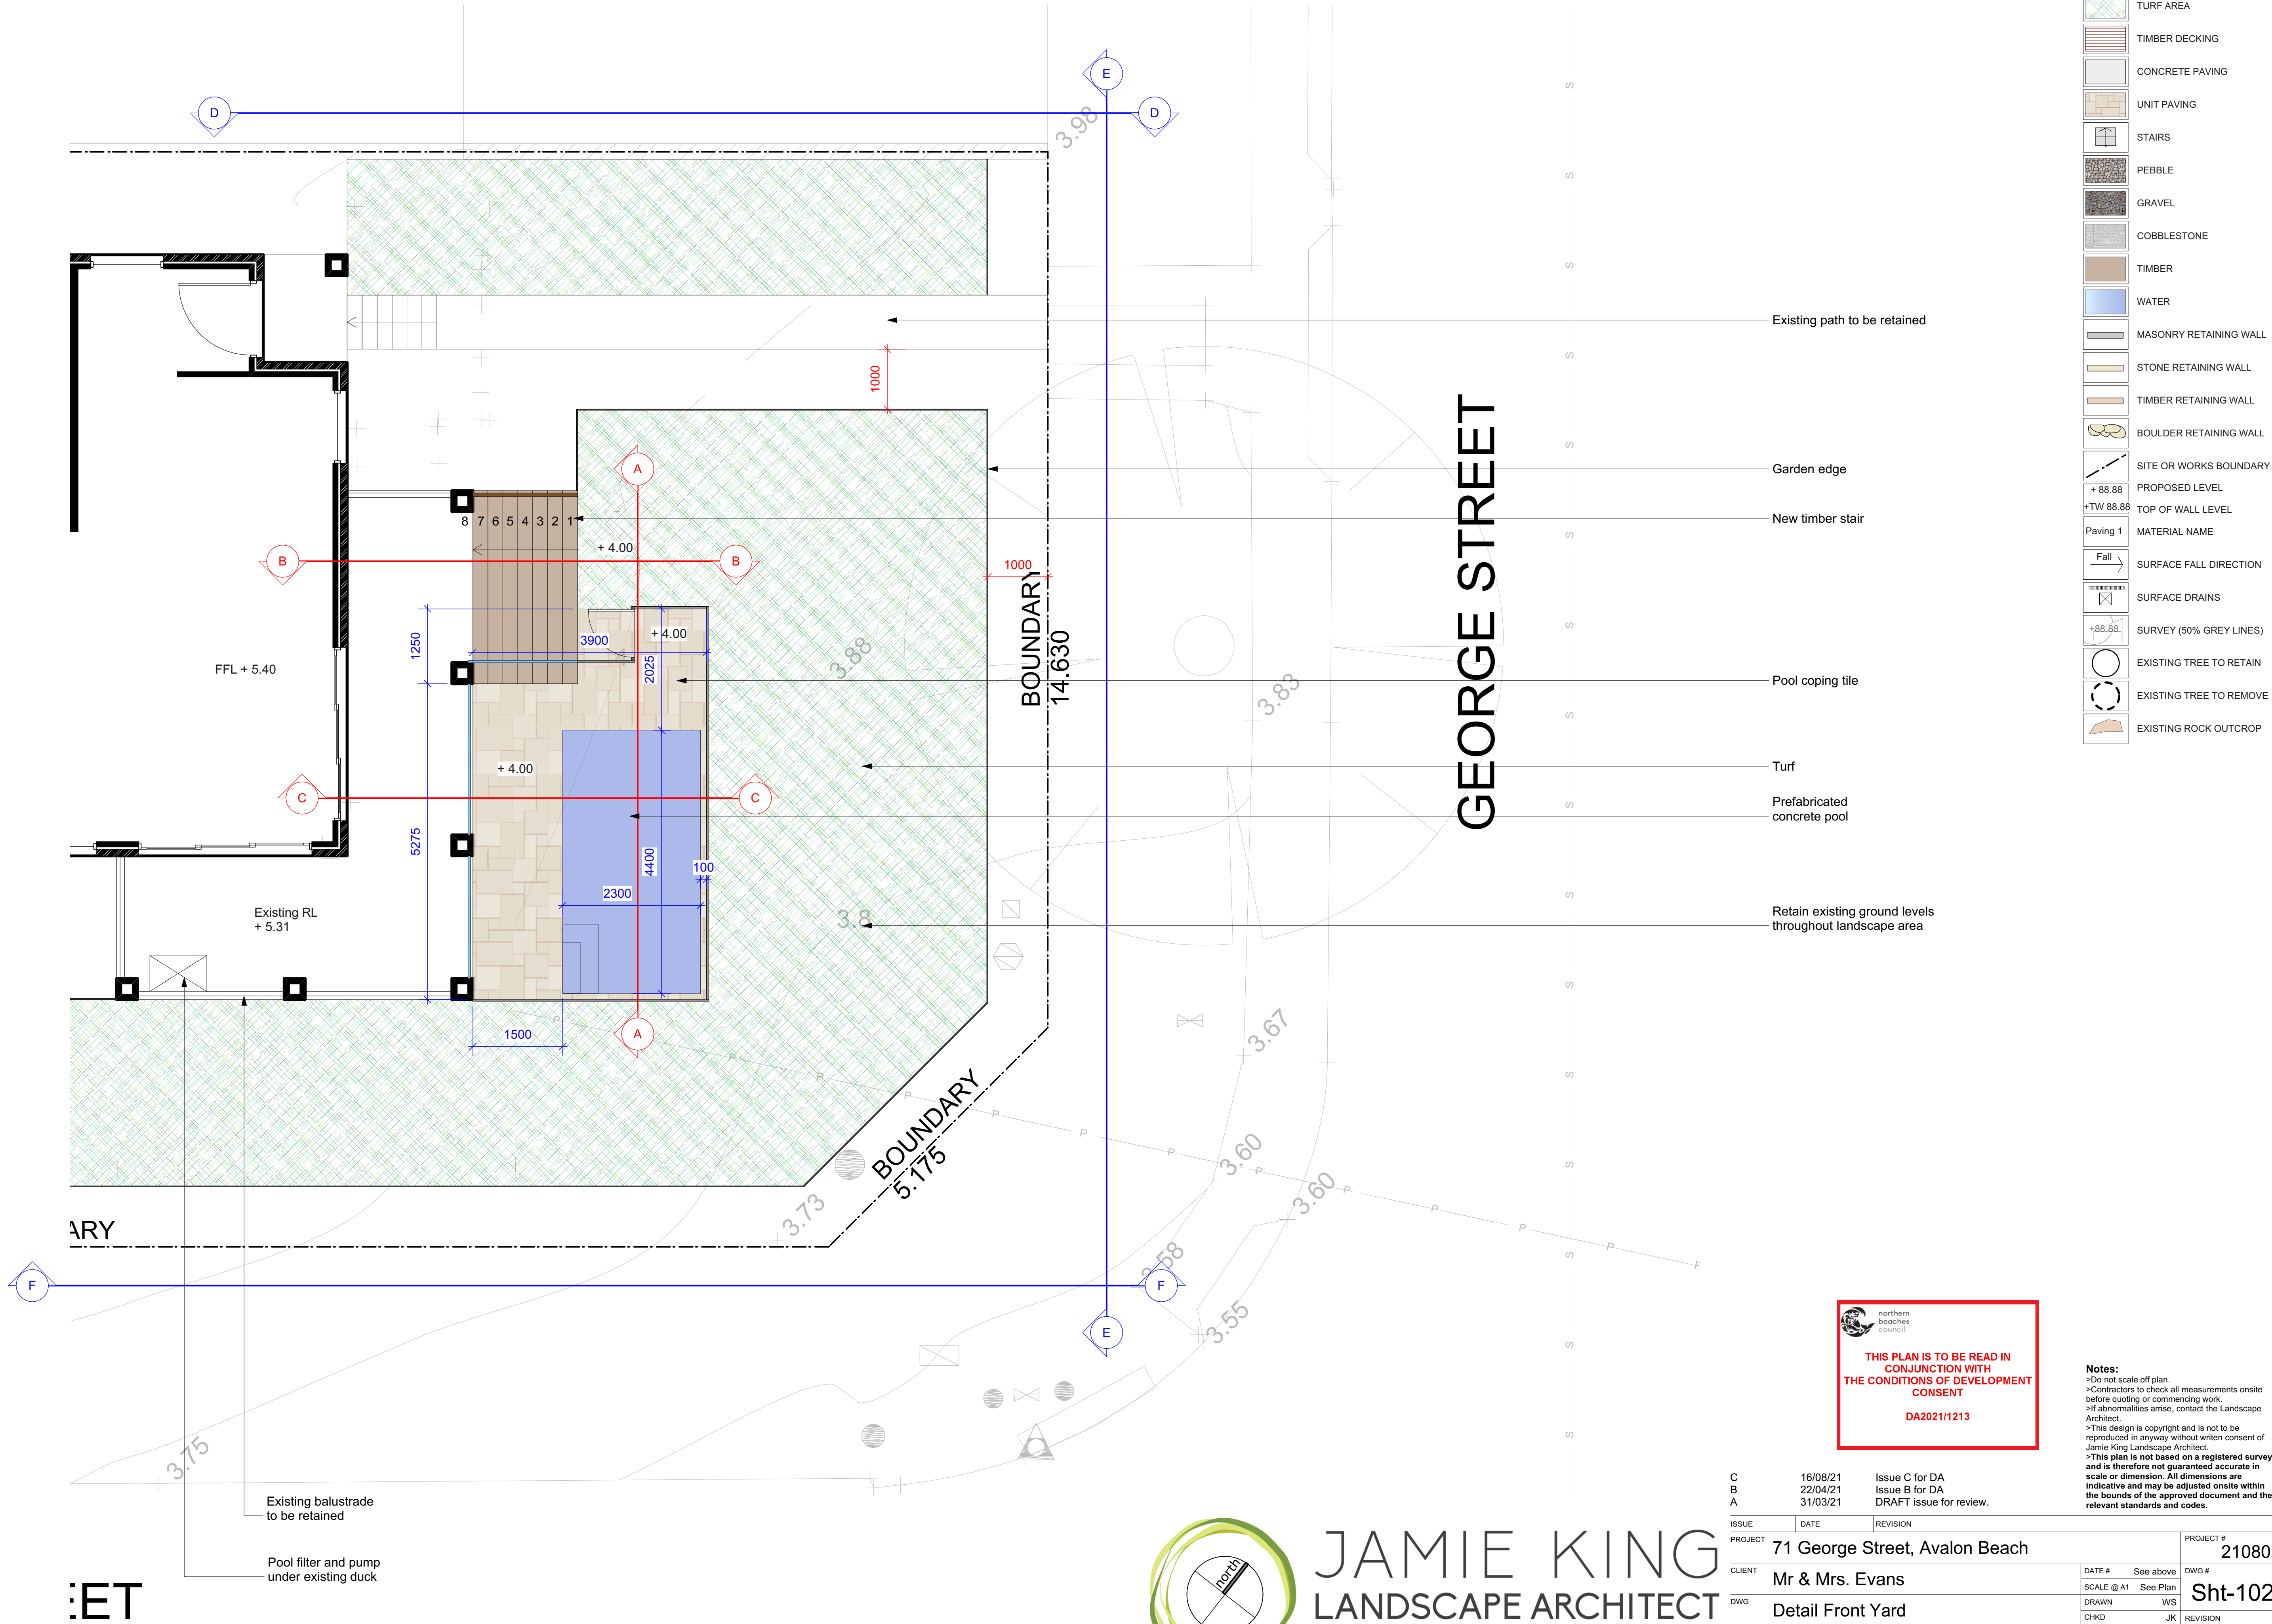 TURF AREA
TIMBER DECKING
CONCRETE PAVING
UNIT PAVING
STAIRS
PEBBLE
GRAVEL
COBBLESTONE
TIMBER
WATER
MASONRY RETAINING WALL
STONE RETAINING WALL
TIMBER RETAINING WALL
BOULDER RETAINING WALL
SITE OR WORKS BOUNDARY
+ 88.88 PROPOSED LEVEL
+TW 88.88 TOP OF WALL LEVEL
Paving 1 MATERIAL NAME
Fall SURFACE FALL DIRECTION
SURFACE DRAINS
+88.88 SURVEY (50% GREY LINES)
EXISTING TREE TO RETAIN
EXISTING TREE TO REMOVE
EXISTING ROCK OUTCROP
E
D
D
3.98
Existing path to be retained
1000
Garden edge
A
8 7 6 5 4 3 2 1
New timber stair
+ 4.00
B
B
1000
BOUNDARY
14.630
GEORGE STREET
1250
3900
+ 4.00
2025
FFL + 5.40
3.88
3.83
Pool coping tile
+ 4.00
Turf
C
C
Prefabricated
concrete pool
5275
4400
100
2300
Existing RL
+ 5.31
3.8
Retain existing ground levels
throughout landscape area
1500
A
3.67
BOUNDARY
5.175
3.60
3.60
3.73
ARY
F
F
3.58
3.55
E
3.75
Existing balustrade
to be retained
Pool filter and pump
under existing duck
EET
northern
beaches
council
THIS PLAN IS TO BE READ IN
CONJUNCTION WITH
THE CONDITIONS OF DEVELOPMENT
CONSENT
DA2021/1213
Notes:
>Do not scale off plan.
>Contractors to check all measurements onsite
before quoting or commencing work.
>If abnormalities arrise, contact the Landscape
Architect.
>This design is copyright and is not to be
reproduced in anyway without writen consent of
Jamie King Landscape Architect.
>This plan is not based on a registered survey
and is therefore not guaranteed accurate in
scale or dimension. All dimensions are
indicative and may be adjusted onsite within
the bounds of the approved document and the
relevant standards and codes.
C 16/08/21 Issue C for DA
B 22/04/21 Issue B for DA
A 31/03/21 DRAFT issue for review.
ISSUE DATE REVISION
PROJECT 71 George Street, Avalon Beach
PROJECT # 21080
CLIENT Mr & Mrs. Evans
DATE # See above
DWG # Sht-102
SCALE @ A1 See Plan
DRAWN WS
DWG Detail Front Yard
CHKD JK
REVISION
north
JAMIE KING
LANDSCAPE ARCHITECT